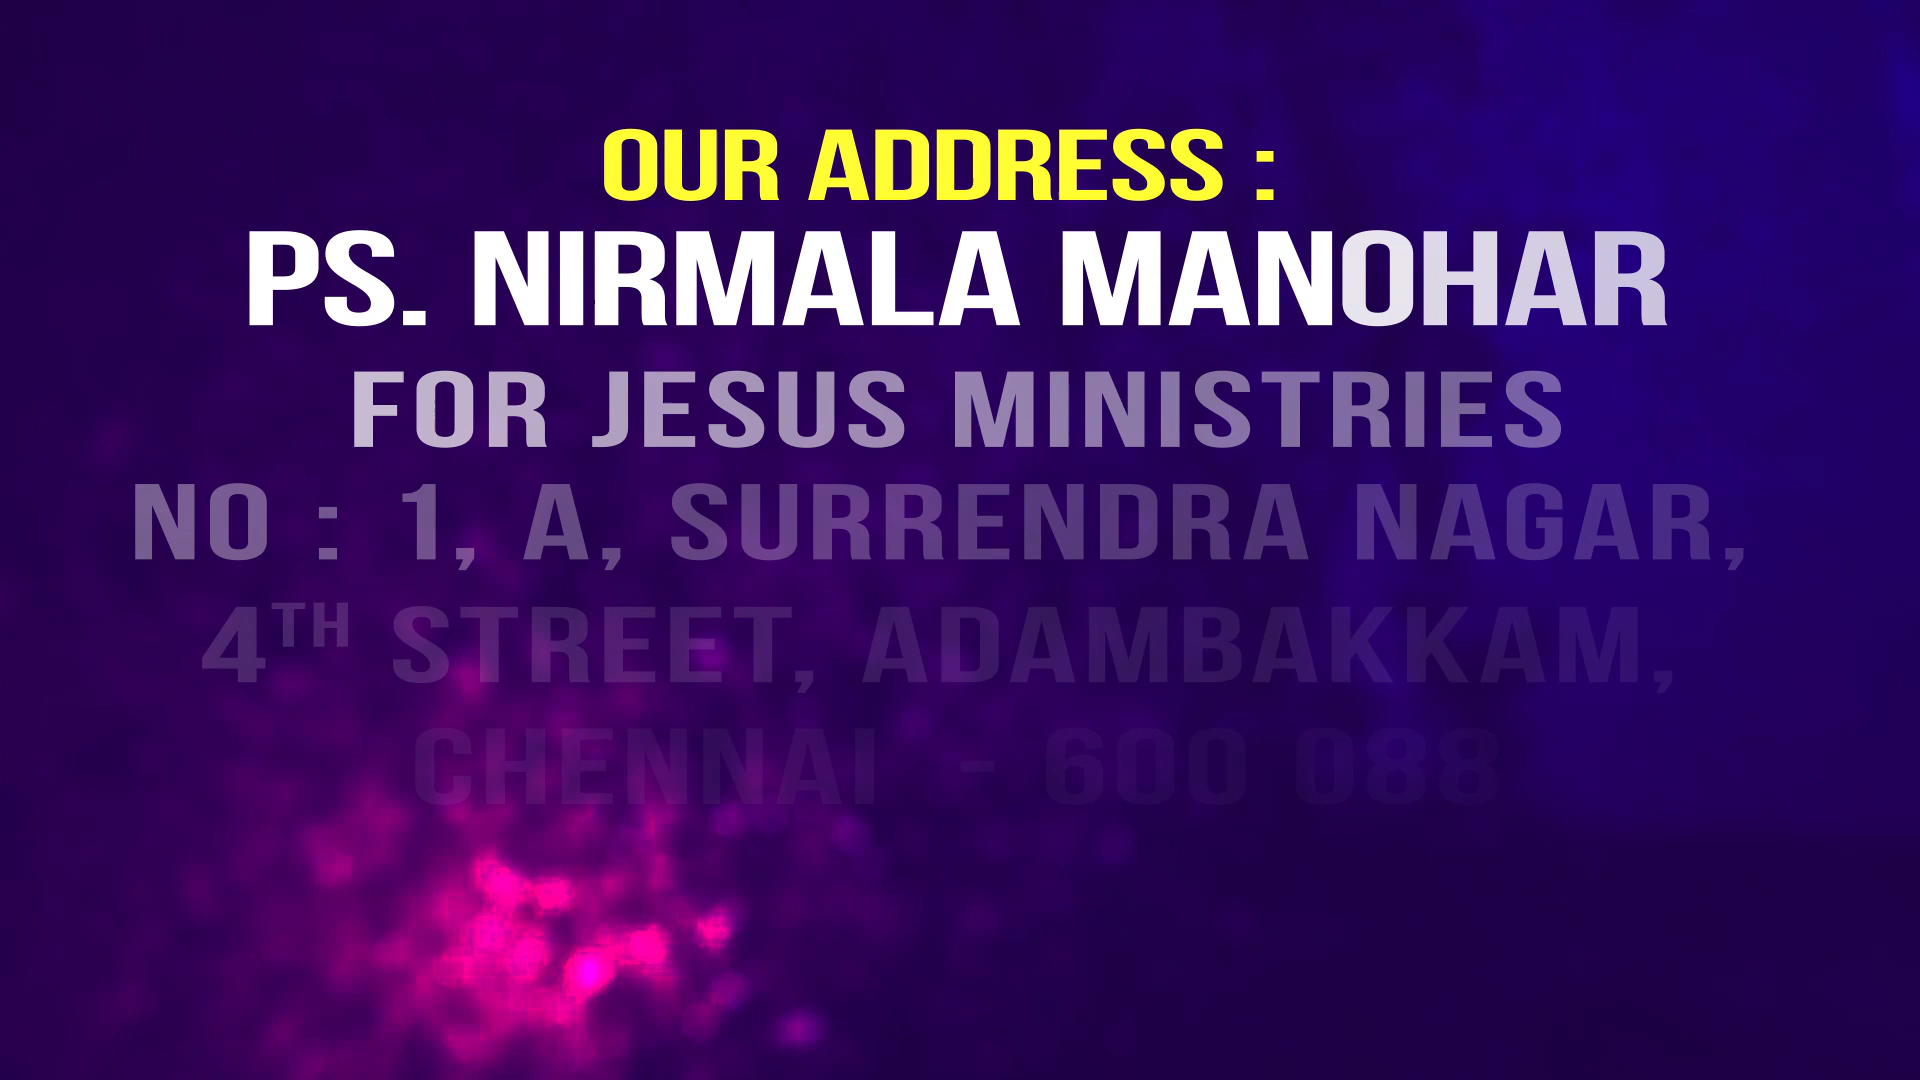 OUR ADDRESS :
PS. NIRMALA MANOHAR
FOR JESUS MINISTRIES
NO : 1, A, SURRENDRA NAGAR,
4TH STREET, ADAMBAKKAM,
CHENNAI - 600 088